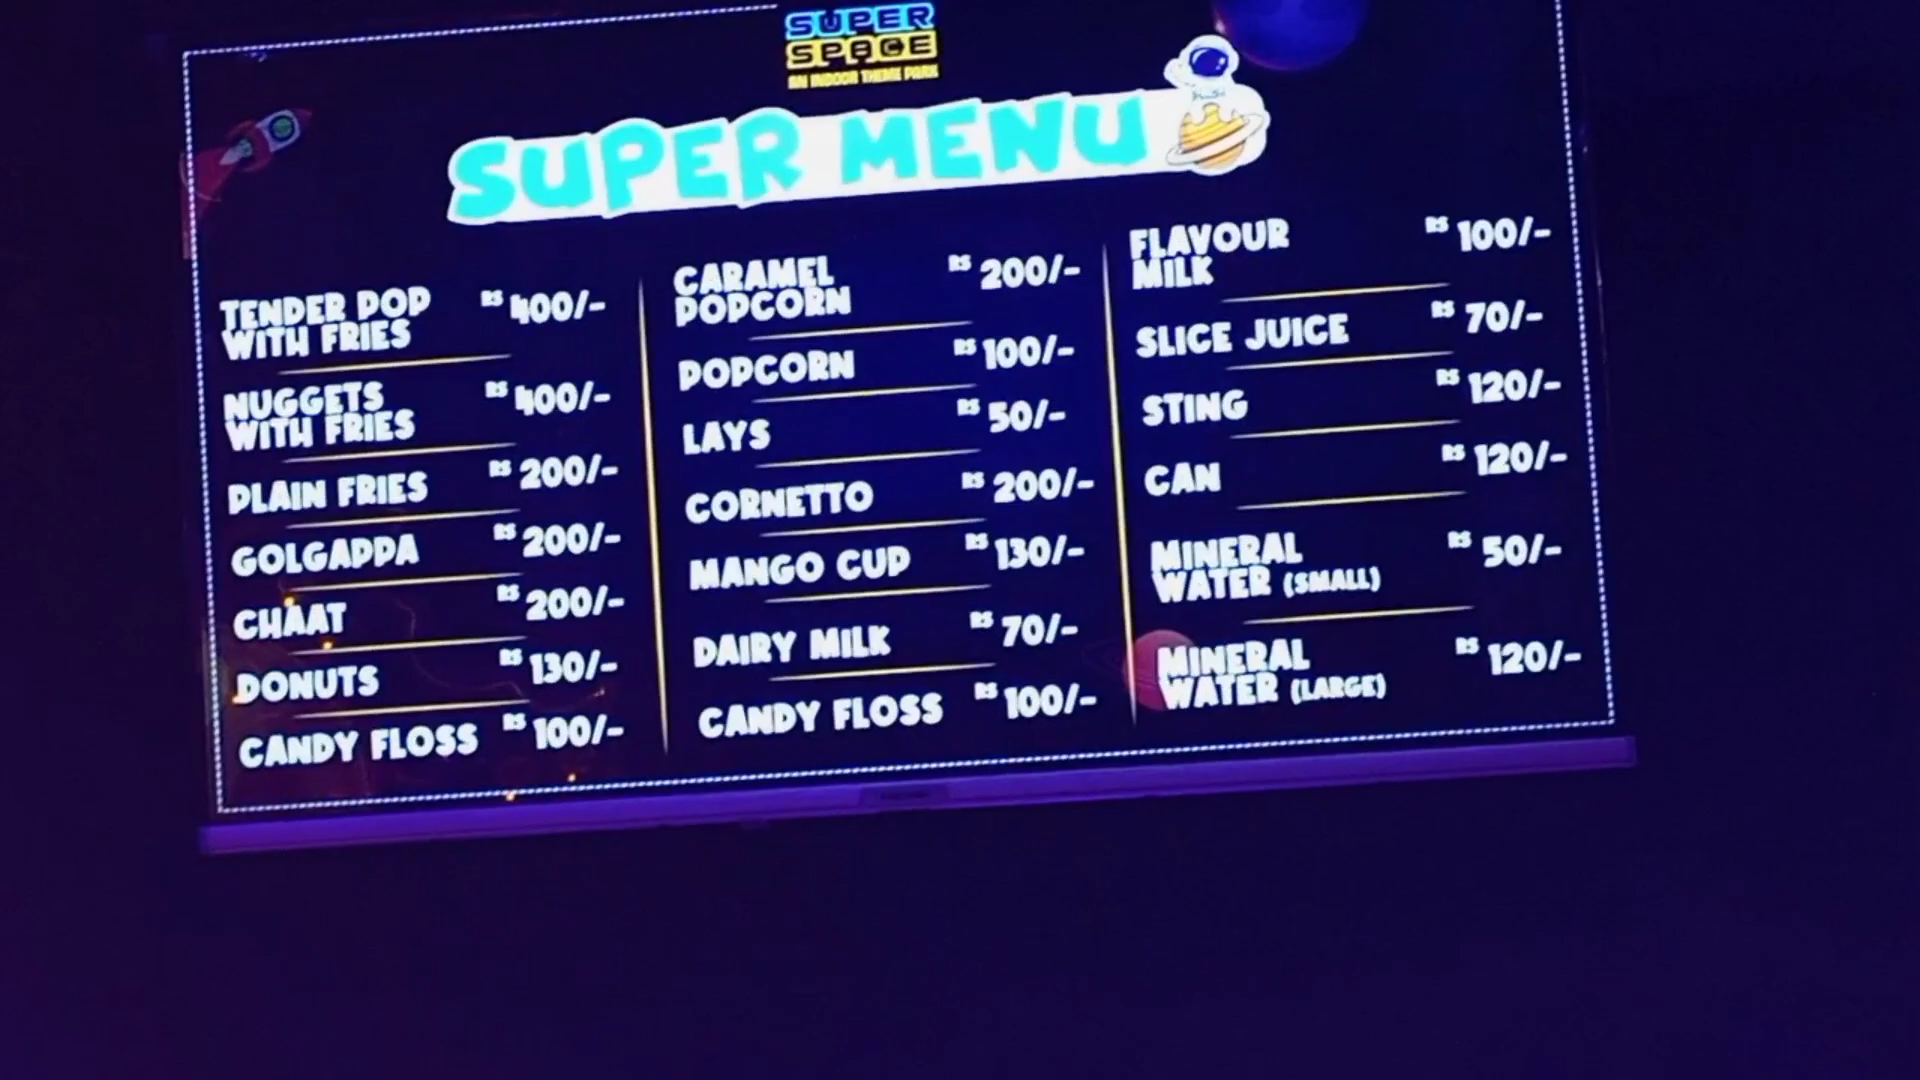 SUPER
SPACE
AN INDOOR THEME PARK
SUPER MENU
TENDER POP
WITH FRIES RS 400/-
NUGGETS
WITH FRIES RS 400/-
PLAIN FRIES RS 200/-
GOLGAPPA RS 200/-
CHAAT RS 200/-
DONUTS RS 130/-
CANDY FLOSS RS 100/-
CARAMEL
POPCORN RS 200/-
POPCORN RS 100/-
LAYS RS 50/-
CORNETTO RS 200/-
MANGO CUP RS 130/-
DAIRY MILK RS 70/-
CANDY FLOSS RS 100/-
FLAVOUR
MILK RS 100/-
SLICE JUICE RS 70/-
STING RS 120/-
CAN RS 120/-
MINERAL
WATER (SMALL) RS 50/-
MINERAL
WATER (LARGE) RS 120/-